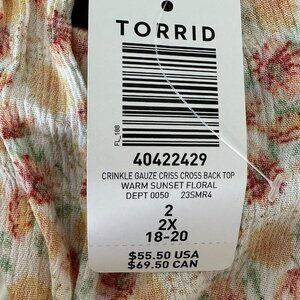 TORRID
FL_188
40422429
CRINKLE GAUZE CRISS CROSS BACK TOP
WARM SUNSET FLORAL
DEPT 0050 23SMR4
2
2X
18-20
$55.50 USA
$69.50 CAN